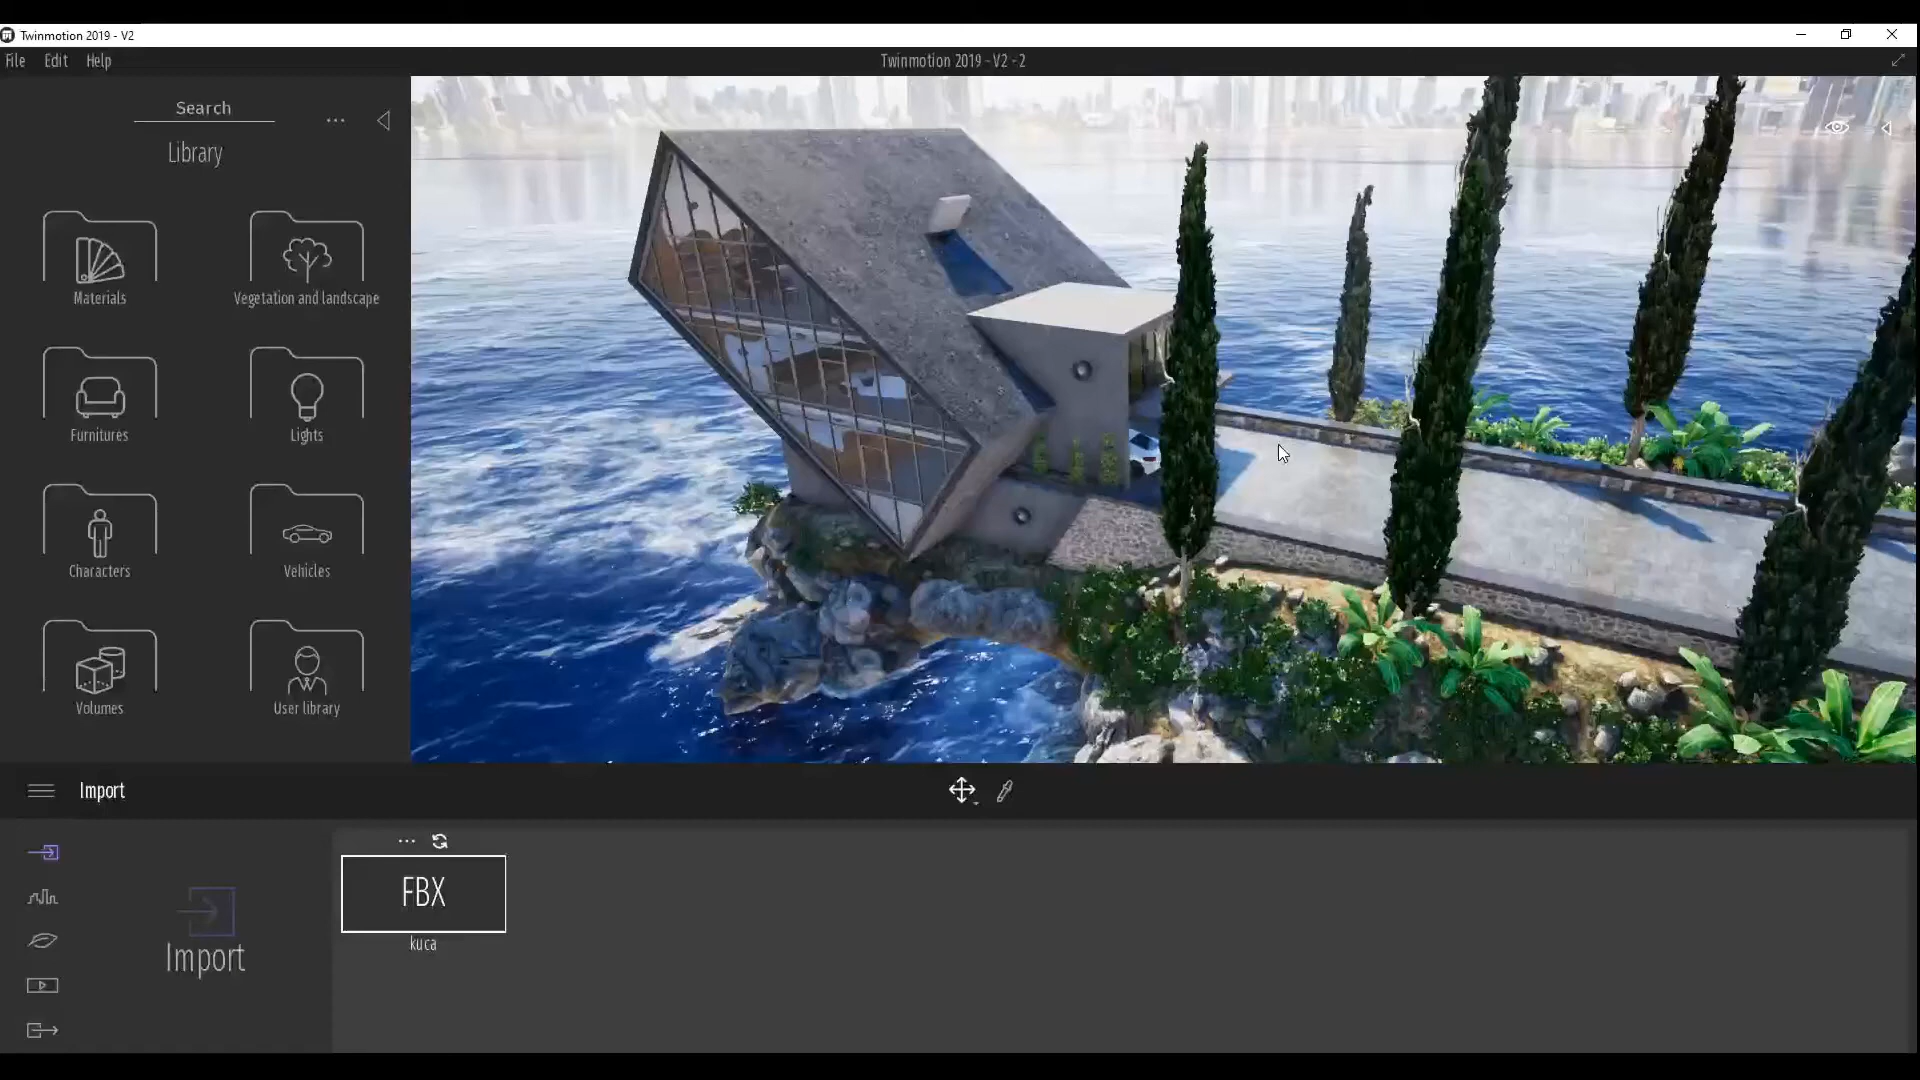 Twinmotion 2019 - V2
File Edit Help
Twinmotion 2019 - V2 - 2
Search
Library
Materials
Vegetation and landscape
Furnitures
Lights
Characters
Vehicles
Volumes
User library
Import
Import
FBX
kuca